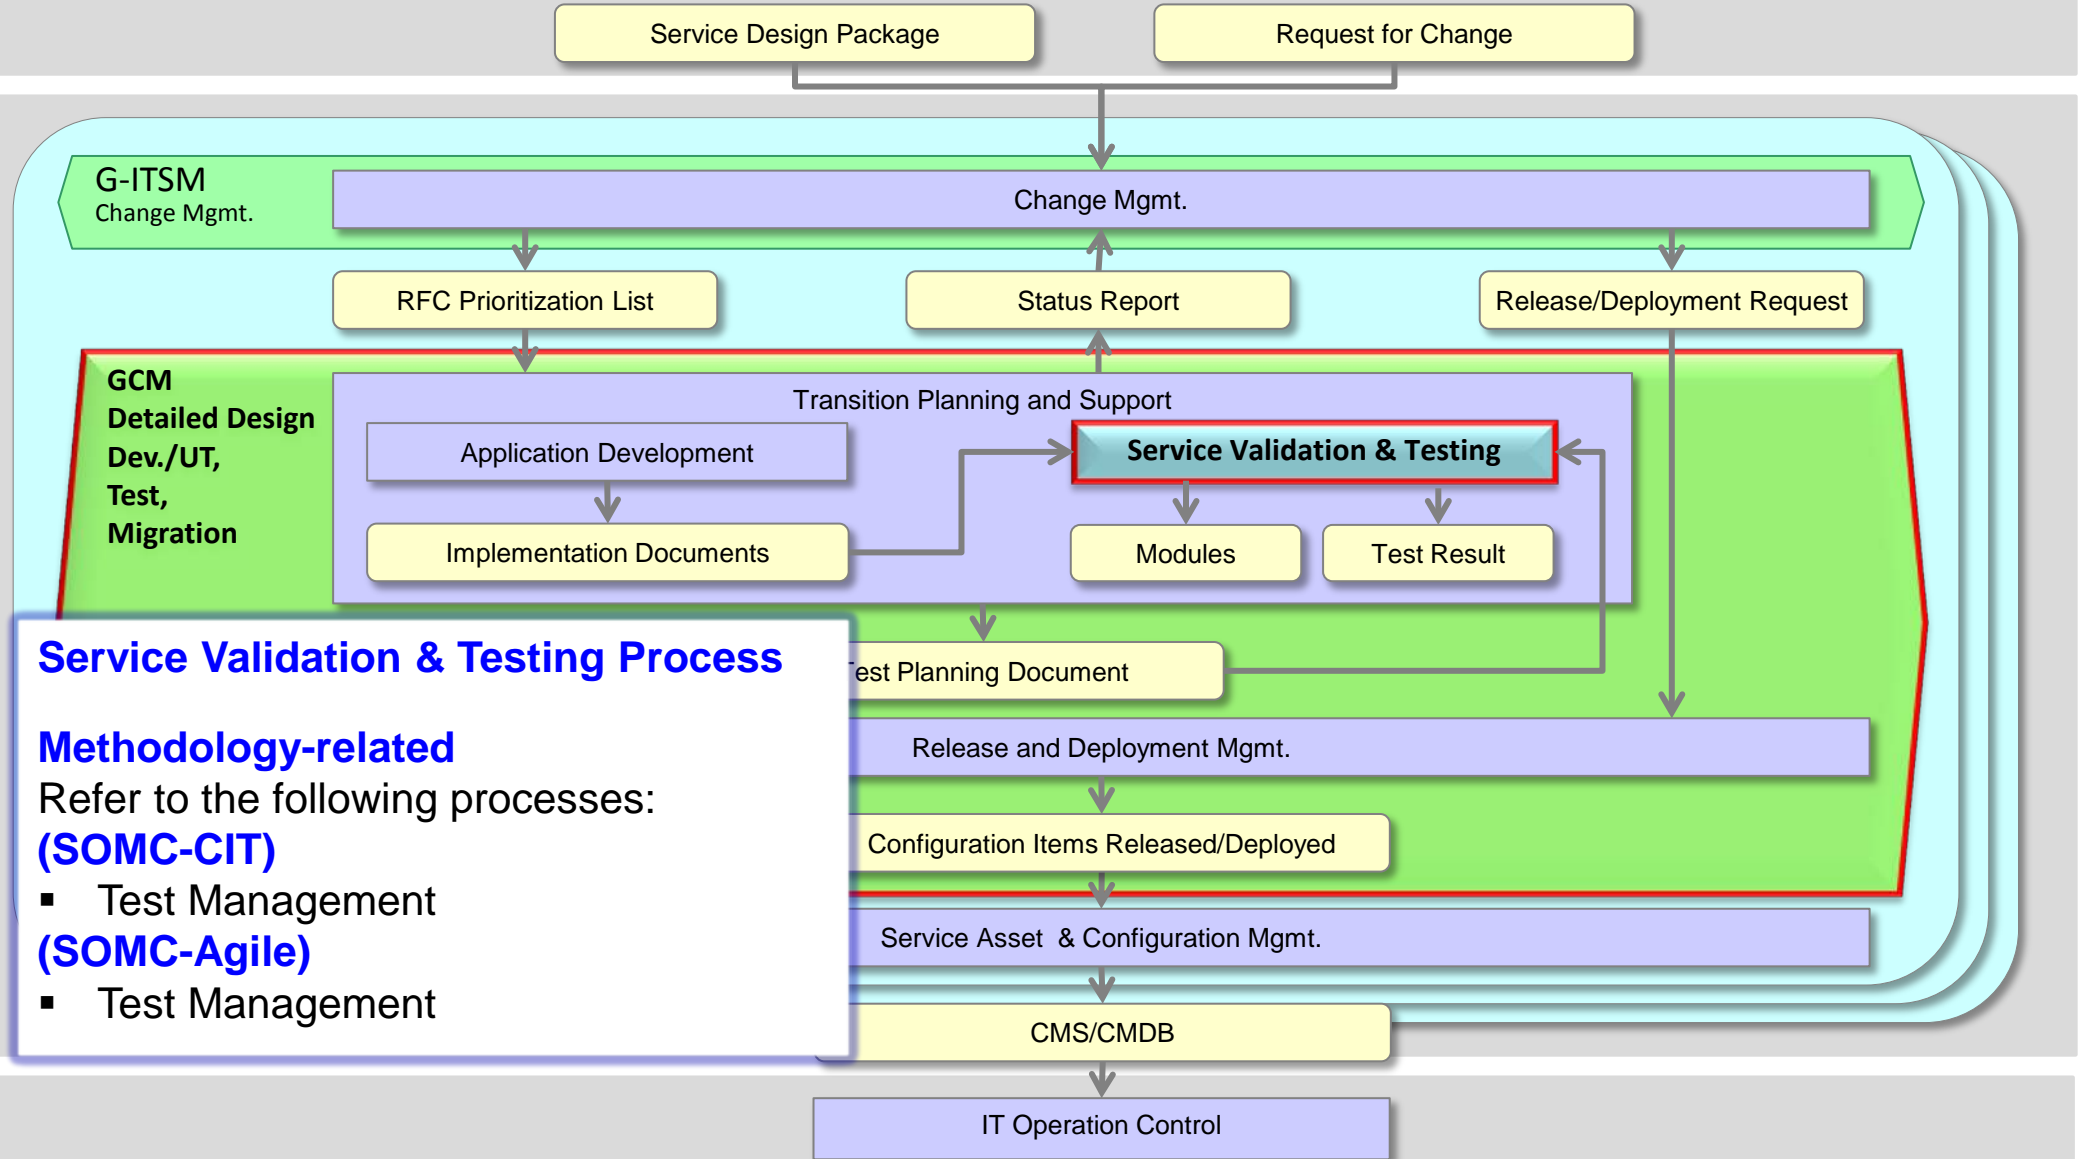 Service Design Package
Request for Change
G-ITSM
Change Mgmt.
Change Mgmt.
RFC Prioritization List
Status Report
Release/Deployment Request
GCM
Detailed Design
Dev./UT,
Test,
Migration
Transition Planning and Support
Application Development
Service Validation & Testing
Implementation Documents
Modules
Test Result
Service Validation & Testing Process
Methodology-related
Refer to the following processes:
(SOMC-CIT)
▪ Test Management
(SOMC-Agile)
▪ Test Management
est Planning Document
Release and Deployment Mgmt.
Configuration Items Released/Deployed
Service Asset & Configuration Mgmt.
CMS/CMDB
IT Operation Control